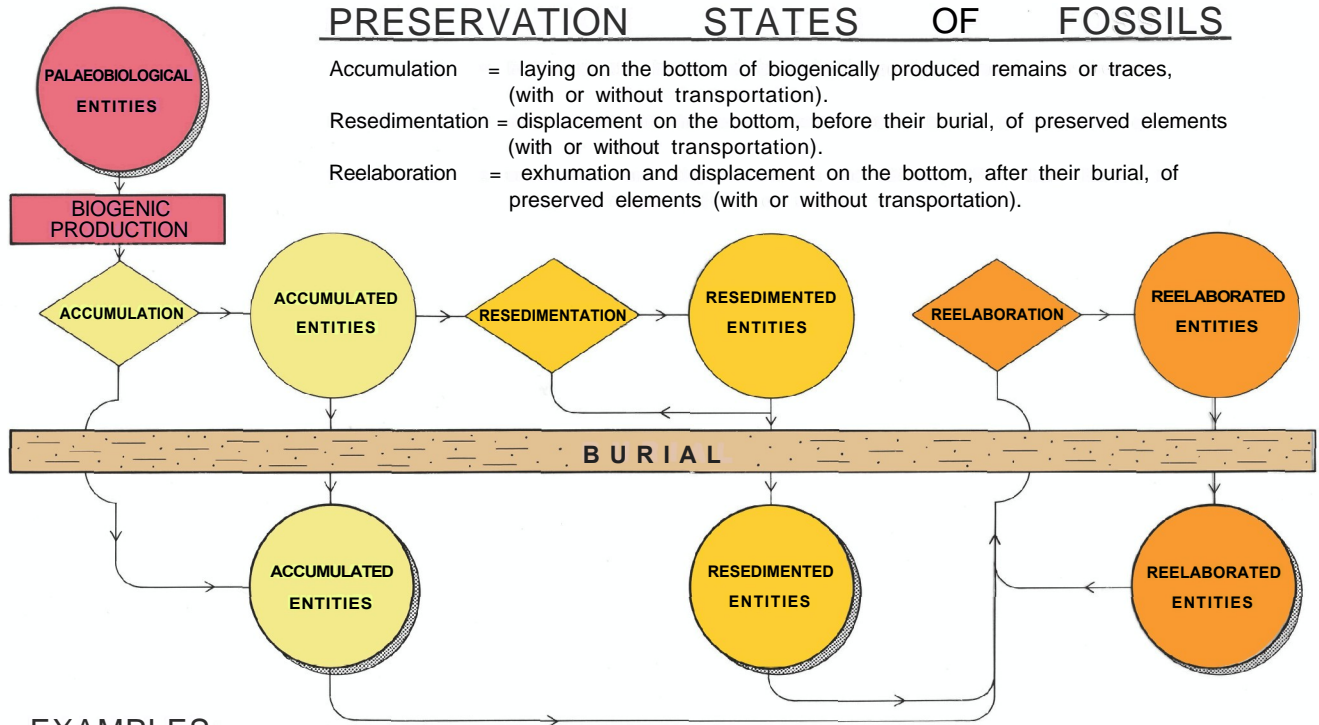 PRESERVATION STATES OF FOSSILS
Accumulation = laying on the bottom of biogenically produced remains or traces,
(with or without transportation).
Resedimentation = displacement on the bottom, before their burial, of preserved elements
(with or without transportation).
Reelaboration = exhumation and displacement on the bottom, after their burial, of
preserved elements (with or without transportation).
PALAEOBIOLOGICAL
ENTITIES
BIOGENIC
PRODUCTION
ACCUMULATION
ACCUMULATED
ENTITIES
RESEDIMENTATION
RESEDIMENTED
ENTITIES
REELABORATION
REELABORATED
ENTITIES
BURIAL
ACCUMULATED
ENTITIES
RESEDIMENTED
ENTITIES
REELABORATED
ENTITIES
EXAMPLES